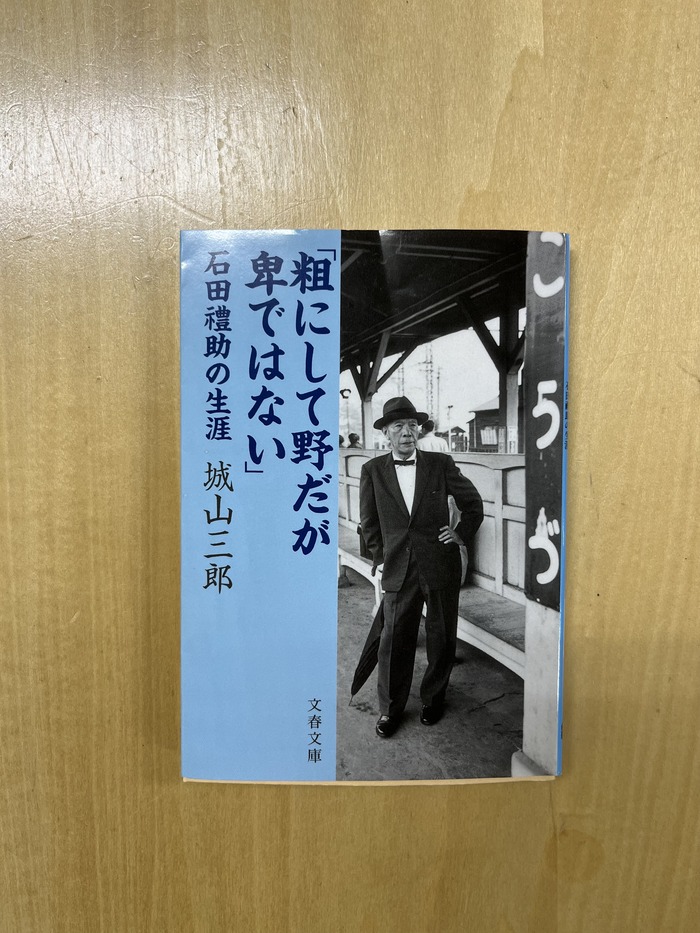 「粗にして野だが
卑ではない」
石田禮助の生涯 城山三郎
文春文庫
こうづ